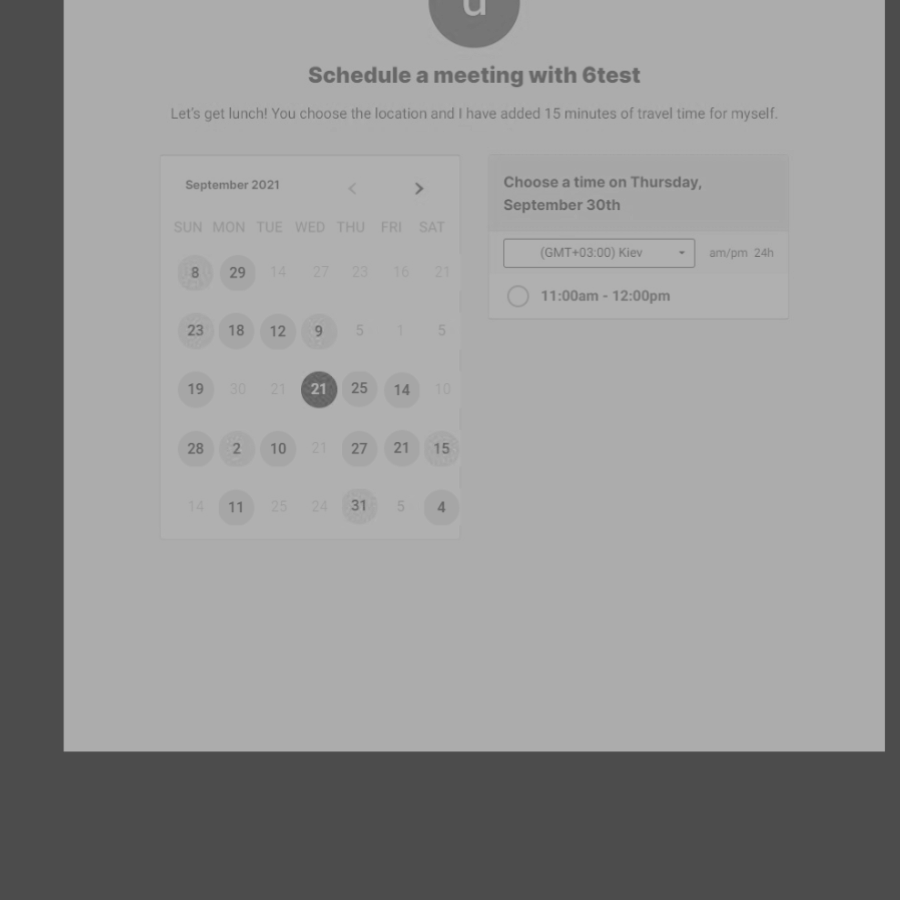 d
Schedule a meeting with 6test
Let's get lunch! You choose the location and I have added 15 minutes of travel time for myself.
September 2021
SUN MON TUE WED THU FRI SAT
8 29 14 27 23 16 21
23 18 12 9 5 1 5
19 30 21 21 25 14 10
28 2 10 21 27 21 15
14 11 25 24 31 5 4
Choose a time on Thursday,
September 30th
(GMT+03:00) Kiev am/pm 24h
11:00am - 12:00pm